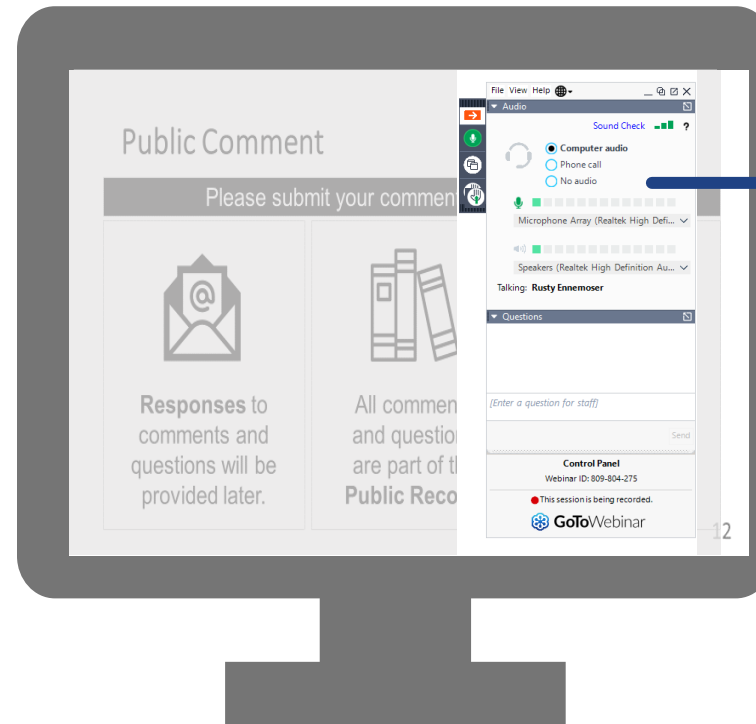 Public Comment
Please submit your commen
Responses to
comments and
questions will be
provided later.
All commen
and questio
are part of t
Public Reco
File View Help
Audio
Sound Check ?
Computer audio
Phone call
No audio
Microphone Array (Realtek High Defi...
Speakers (Realtek High Definition Au...
Talking: Rusty Ennemoser
Questions
[Enter a question for staff]
Send
Control Panel
Webinar ID: 809-804-275
This session is being recorded.
GoToWebinar
12